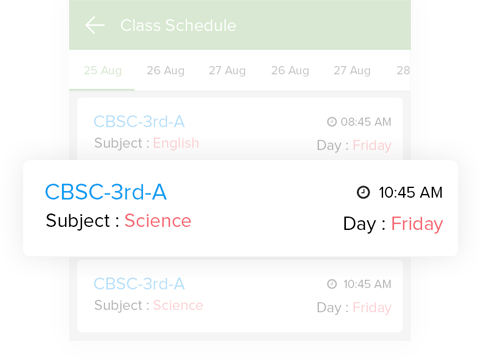 Class Schedule
25 Aug 26 Aug 27 Aug 26 Aug 27 Aug 28
CBSC-3rd-A 08:45 AM
Subject : English Day : Friday
CBSC-3rd-A 10:45 AM
Subject : Science Day : Friday
CBSC-3rd-A 10:45 AM
Subject : Science Day : Friday